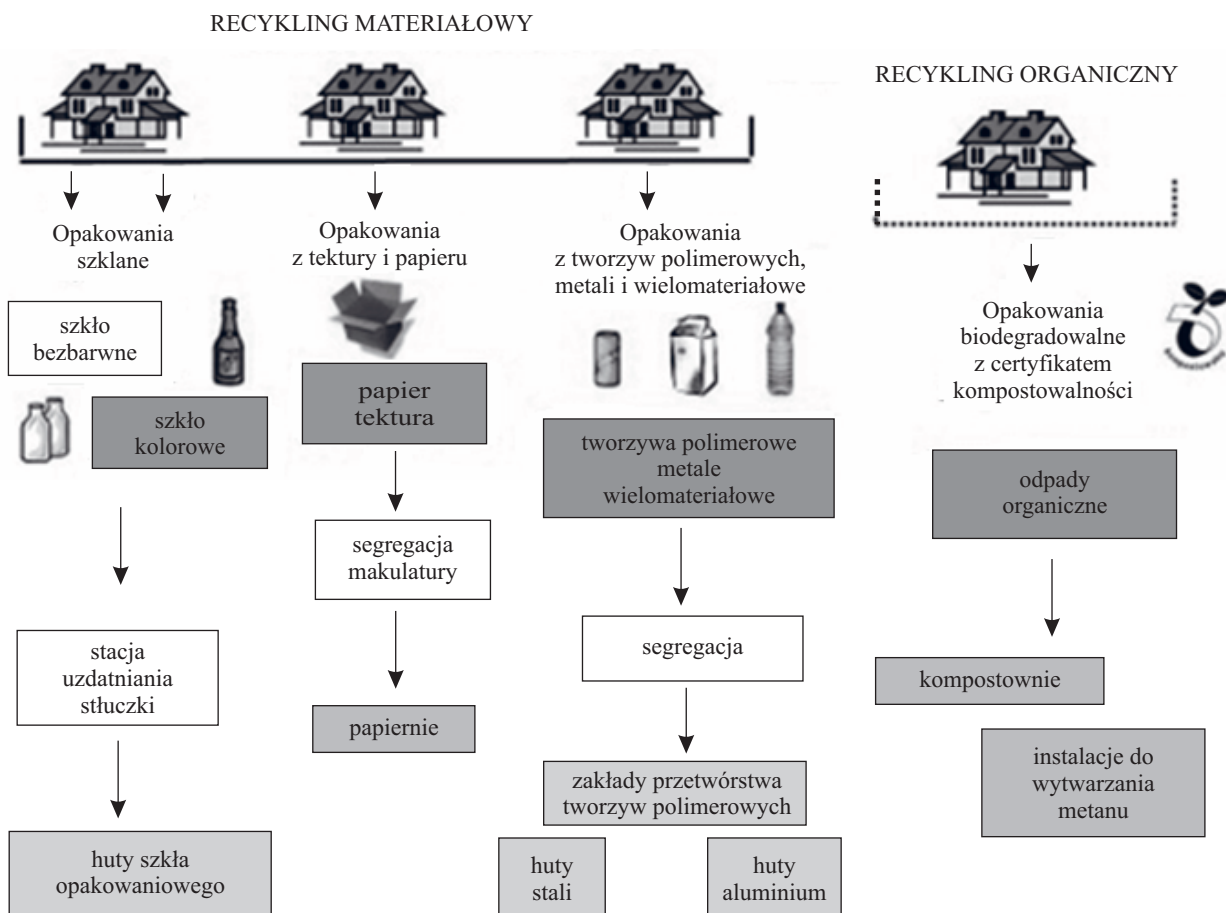 RECYKLING MATERIAŁOWY
RECYKLING ORGANICZNY
Opakowania
szklane
szkło
bezbarwne
szkło
kolorowe
stacja
uzdatniania
stłuczki
huty szkła
opakowaniowego
Opakowania
z tektury i papieru
papier
tektura
segregacja
makulatury
papiernie
Opakowania
z tworzyw polimerowych,
metali i wielomateriałowe
tworzywa polimerowe
metale
wielomateriałowe
segregacja
zakłady przetwórstwa
tworzyw polimerowych
huty
stali
huty
aluminium
Opakowania
biodegradowalne
z certyfikatem
kompostowalności
odpady
organiczne
kompostownie
instalacje do
wytwarzania
metanu